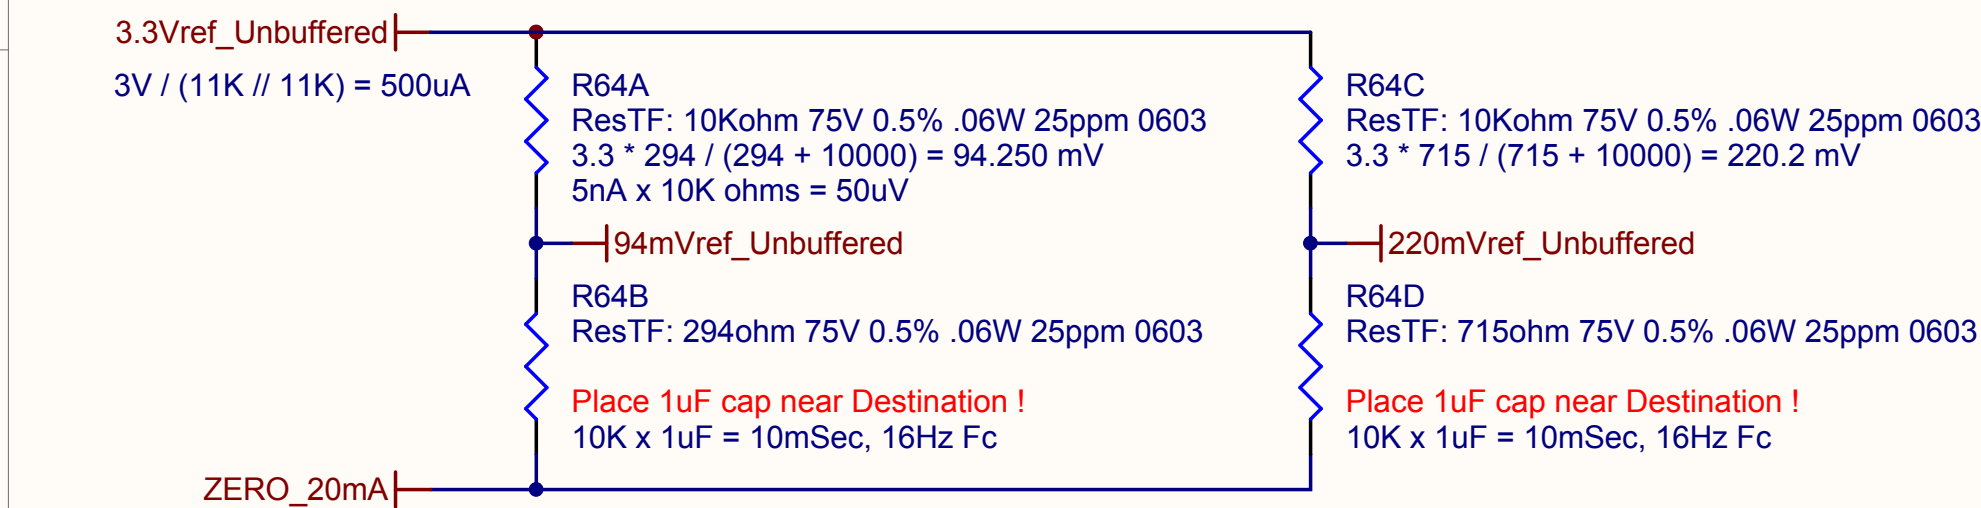 3.3Vref_Unbuffered
3V / (11K // 11K) = 500uA
R64A
ResTF: 10Kohm 75V 0.5% .06W 25ppm 0603
3.3 * 294 / (294 + 10000) = 94.250 mV
5nA x 10K ohms = 50uV
94mVref_Unbuffered
R64B
ResTF: 294ohm 75V 0.5% .06W 25ppm 0603
Place 1uF cap near Destination !
10K x 1uF = 10mSec, 16Hz Fc
R64C
ResTF: 10Kohm 75V 0.5% .06W 25ppm 0603
3.3 * 715 / (715 + 10000) = 220.2 mV
220mVref_Unbuffered
R64D
ResTF: 715ohm 75V 0.5% .06W 25ppm 0603
Place 1uF cap near Destination !
10K x 1uF = 10mSec, 16Hz Fc
ZERO_20mA